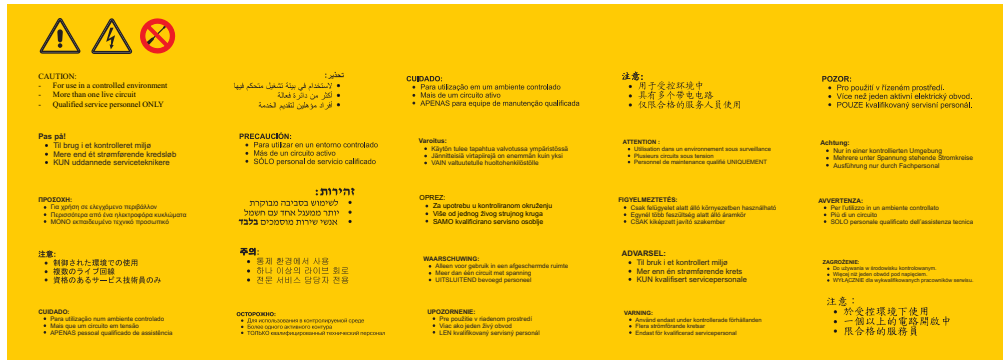 CAUTION:
- For use in a controlled environment
- More than one live circuit
- Qualified service personnel ONLY
تحذير:
• لاستخدام في بيئة تشغيل متحكم فيها
• أكثر من دائرة فعالة
• أفراد مؤهلين لتقديم الخدمة
CUIDADO:
• Para utilização em um ambiente controlado
• Mais de um circuito ativo
• APENAS para equipe de manutenção qualificada
注意:
• 用于受控环境中
• 具有多个带电电路
• 仅限合格的服务人员使用
POZOR:
• Pro použití v řízeném prostředí.
• Více než jeden aktivní elektrický obvod.
• POUZE kvalifikovaný servisní personál.
Pas på!
• Til brug i et kontrolleret miljø
• Mere end ét strømførende kredsløb
• KUN uddannede serviceteknikere
PRECAUCIÓN:
• Para utilizar en un entorno controlado
• Más de un circuito activo
• SÓLO personal de servicio calificado
Varoitus:
• Käytön tulee tapahtua valvotussa ympäristössä
• Jännitteisiä virtapiirejä on enemmän kuin yksi
• VAIN valtuutetulle huoltohenkilöstölle
ATTENTION :
• Utilisation dans un environnement sous surveillance
• Plusieurs circuits sous tension
• Personnel de maintenance qualifié UNIQUEMENT
Achtung:
• Nur in einer kontrollierten Umgebung
• Mehrere unter Spannung stehende Stromkreise
• Ausführung nur durch Fachpersonal
ΠΡΟΣΟΧΗ:
• Για χρήση σε ελεγχόμενο περιβάλλον
• Περισσότερα από ένα ηλεκτροφόρα κυκλώματα
• ΜΟΝΟ εκπαιδευμένο τεχνικό προσωπικό
זהירות:
• לשימוש בסביבה מבוקרת
• יותר ממעגל אחד עם חשמל
• אנשי שירות מוסמכים בלבד
OPREZ:
• Za upotrebu u kontroliranom okruženju
• Više od jednog živog strujnog kruga
• SAMO kvalificirano servisno osoblje
FIGYELMEZTETÉS:
• Csak felügyelet alatt álló környezetben használható
• Egynél több feszültség alatt álló áramkör
• CSAK kiképzett javító szakember
AVVERTENZA:
• Per l'utilizzo in un ambiente controllato
• Più di un circuito
• SOLO personale qualificato dell'assistenza tecnica
注意:
• 制御された環境での使用
• 複数のライブ回線
• 資格のあるサービス技術員のみ
주의:
• 통제 환경에서 사용
• 하나 이상의 라이브 회로
• 전문 서비스 담당자 전용
WAARSCHUWING:
• Alleen voor gebruik in een afgeschermde ruimte
• Meer dan één circuit met spanning
• UITSLUITEND bevoegd personeel
ADVARSEL:
• Til bruk i et kontrollert miljø
• Mer enn én strømførende krets
• KUN kvalifisert servicepersonale
ZAGROŻENIE:
• Do używania w środowisku kontrolowanym.
• Więcej niż jeden obwód pod napięciem.
• WYŁĄCZNIE dla wykwalifikowanych pracowników serwisu.
CUIDADO:
• Para utilização num ambiente controlado
• Mais que um circuito em tensão
• APENAS pessoal qualificado de assistência
ОСТОРОЖНО:
• Для использования в контролируемой среде
• Более одного активного контура
• ТОЛЬКО квалифицированный технический персонал
UPOZORNENIE:
• Pre použitie v riadenom prostredí
• Viac ako jeden živý obvod
• LEN kvalifikovaný servisný personál
VARNING:
• Använd endast under kontrollerade förhållanden
• Flera strömförande kretsar
• Endast för kvalificerad servicepersonal
注意：
• 於受控環境下使用
• 一個以上的電路開啟中
• 限合格的服務員